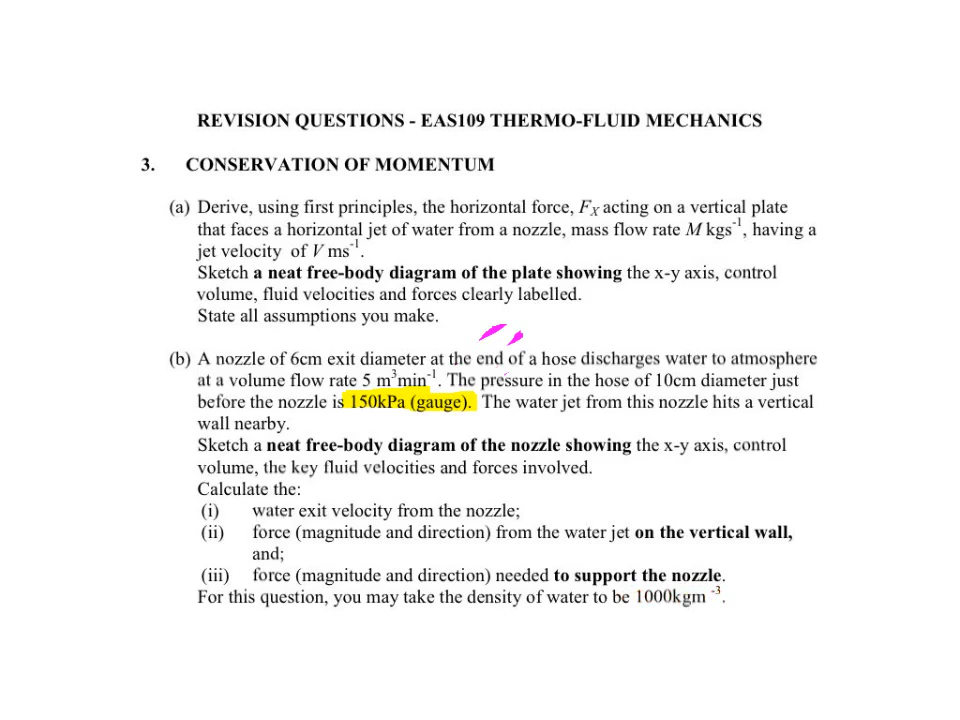 REVISION QUESTIONS - EAS109 THERMO-FLUID MECHANICS
3. CONSERVATION OF MOMENTUM
(a) Derive, using first principles, the horizontal force, Fx acting on a vertical plate
that faces a horizontal jet of water from a nozzle, mass flow rate M kgs⁻¹, having a
jet velocity of V ms⁻¹.
Sketch a neat free-body diagram of the plate showing the x-y axis, control
volume, fluid velocities and forces clearly labelled.
State all assumptions you make.
(b) A nozzle of 6cm exit diameter at the end of a hose discharges water to atmosphere
at a volume flow rate 5 m³min⁻¹. The pressure in the hose of 10cm diameter just
before the nozzle is 150kPa (gauge). The water jet from this nozzle hits a vertical
wall nearby.
Sketch a neat free-body diagram of the nozzle showing the x-y axis, control
volume, the key fluid velocities and forces involved.
Calculate the:
(i) water exit velocity from the nozzle;
(ii) force (magnitude and direction) from the water jet on the vertical wall,
and;
(iii) force (magnitude and direction) needed to support the nozzle.
For this question, you may take the density of water to be 1000kgm ⁻³.